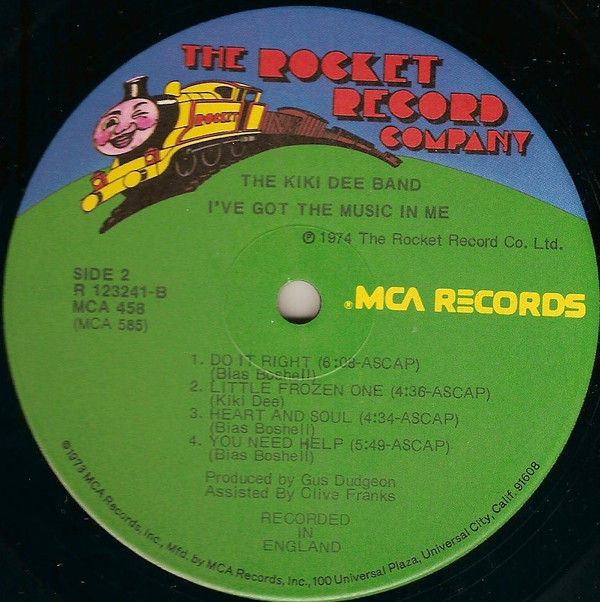 THE ROCKET
RECORD
COMPANY
ROCKET
THE KIKI DEE BAND
I'VE GOT THE MUSIC IN ME
℗ 1974 The Rocket Record Co. Ltd.
SIDE 2
R 123241-B
MCA 458
(MCA 585)
®MCA RECORDS
1. DO IT RIGHT (6:08-ASCAP)
(Bias Boshell)
2. LITTLE FROZEN ONE (4:36-ASCAP)
(Kiki Dee)
3. HEART AND SOUL (4:34-ASCAP)
(Bias Boshell)
4. YOU NEED HELP (5:49-ASCAP)
(Bias Boshell)
Produced by Gus Dudgeon
Assisted By Clive Franks
RECORDED
IN
ENGLAND
©1973 MCA Records, Inc., Mfd. by MCA Records, Inc., 100 Universal Plaza, Universal City, Calif. 91608